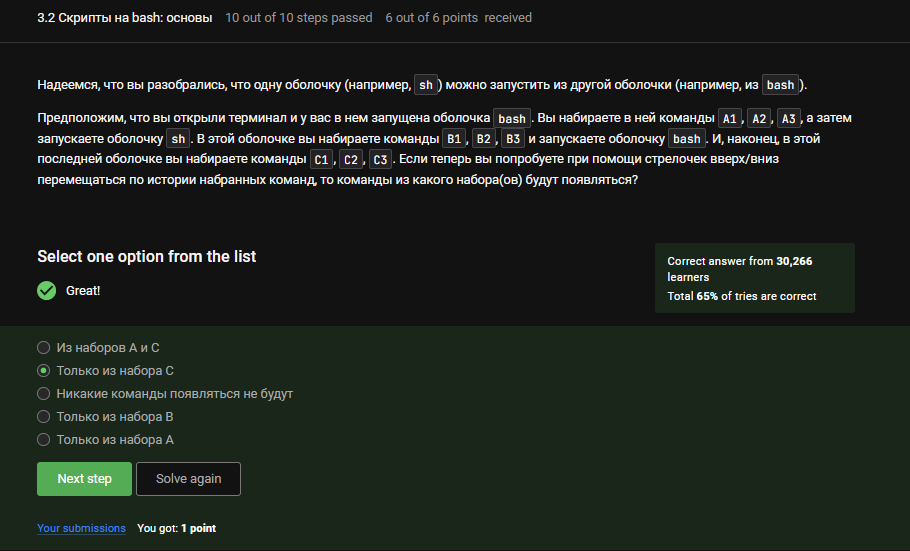 3.2 Скрипты на bash: основы 10 out of 10 steps passed 6 out of 6 points received
Надеемся, что вы разобрались, что одну оболочку (например, sh) можно запустить из другой оболочки (например, из bash).
Предположим, что вы открыли терминал и у вас в нем запущена оболочка bash. Вы набираете в ней команды A1, A2, A3, а затем
запускаете оболочку sh. В этой оболочке вы набираете команды B1, B2, B3 и запускаете оболочку bash. И, наконец, в этой
последней оболочке вы набираете команды C1, C2, C3. Если теперь вы попробуете при помощи стрелочек вверх/вниз
перемещаться по истории набранных команд, то команды из какого набора(ов) будут появляться?
Select one option from the list
Correct answer from 30,266
learners
Total 65% of tries are correct
Great!
Из наборов A и C
Только из набора C
Никакие команды появляться не будут
Только из набора B
Только из набора A
Next step Solve again
Your submissions You got: 1 point